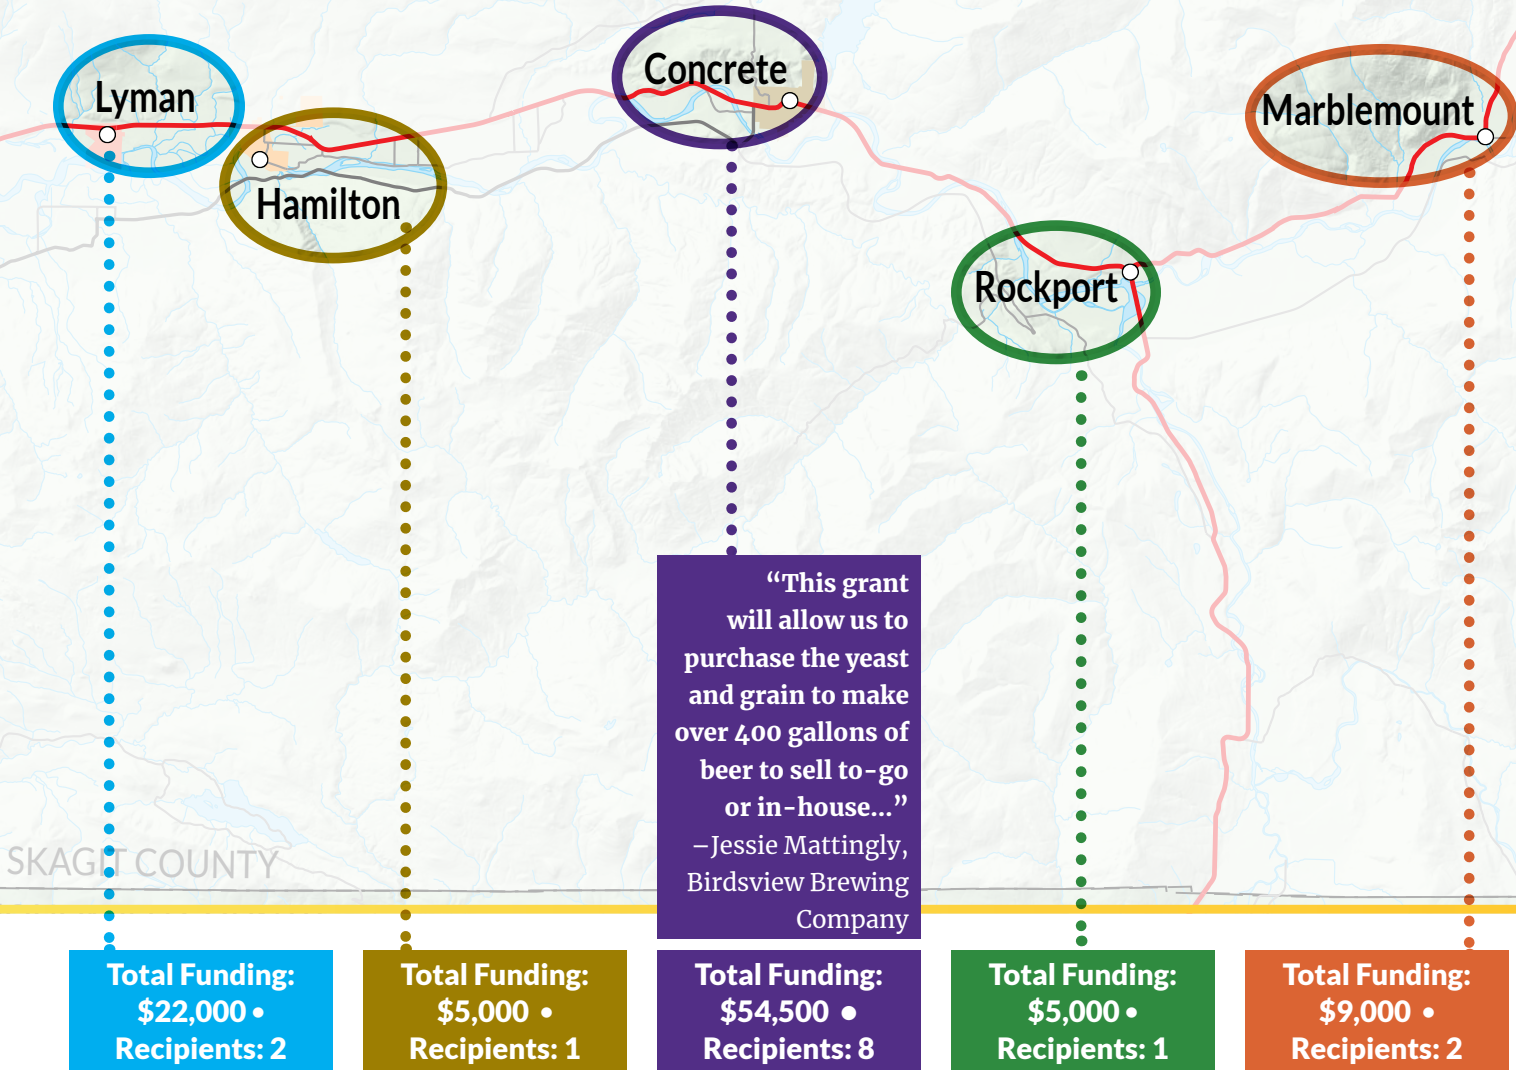 Lyman
Hamilton
Concrete
Marblemount
Rockport
“This grant
will allow us to
purchase the yeast
and grain to make
over 400 gallons of
beer to sell to-go
or in-house...”
–Jessie Mattingly,
Birdsview Brewing
Company
SKAGIT COUNTY
Total Funding:
$22,000 •
Recipients: 2
Total Funding:
$5,000 •
Recipients: 1
Total Funding:
$54,500 •
Recipients: 8
Total Funding:
$5,000 •
Recipients: 1
Total Funding:
$9,000 •
Recipients: 2